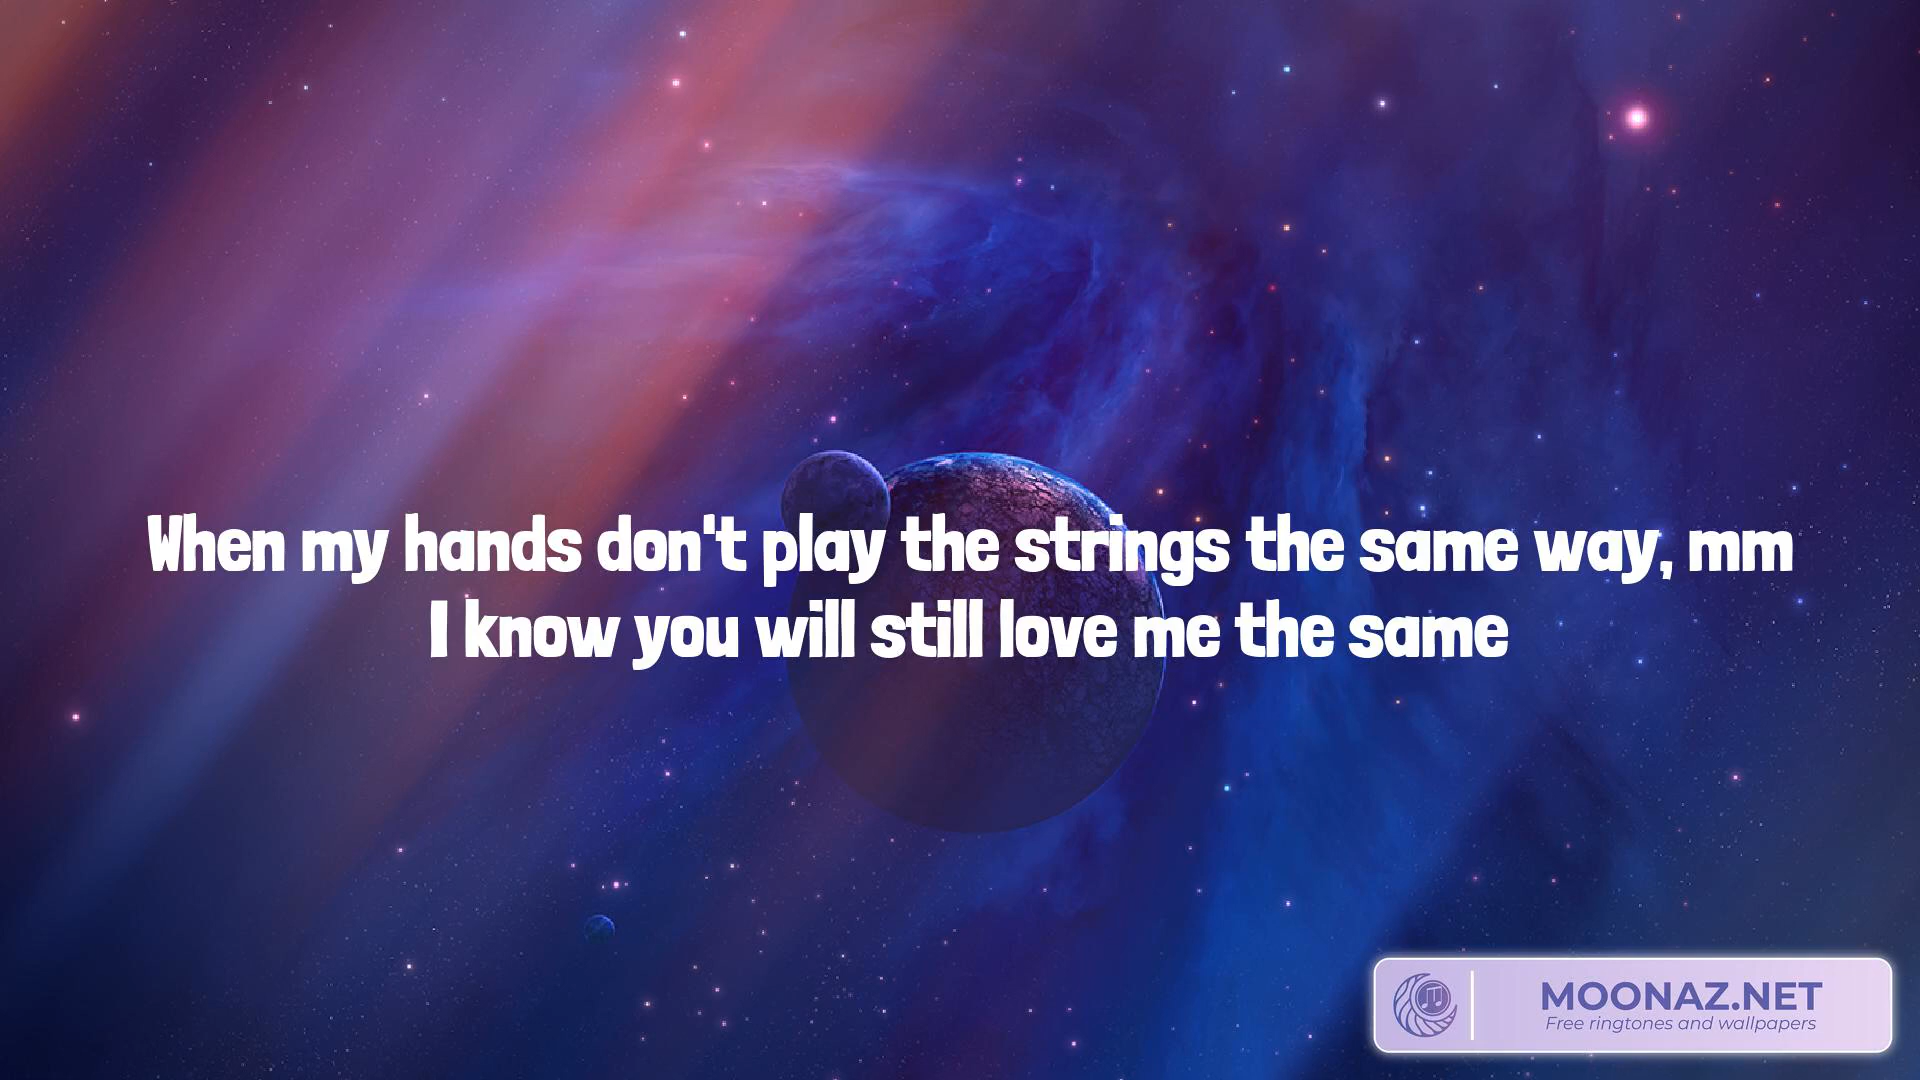 When my hands don't play the strings the same way, mm
I know you will still love me the same
MOONAZ.NET
Free ringtones and wallpapers